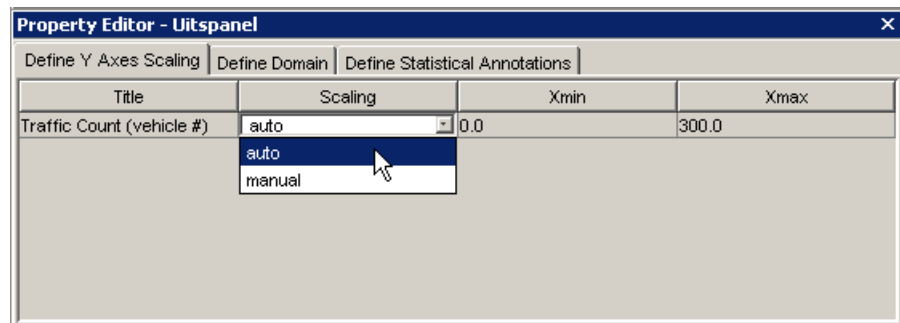 Property Editor - Uitspanel
Define Y Axes Scaling Define Domain Define Statistical Annotations
Title Scaling Xmin Xmax
Traffic Count (vehicle #) auto 0.0 300.0
auto
manual